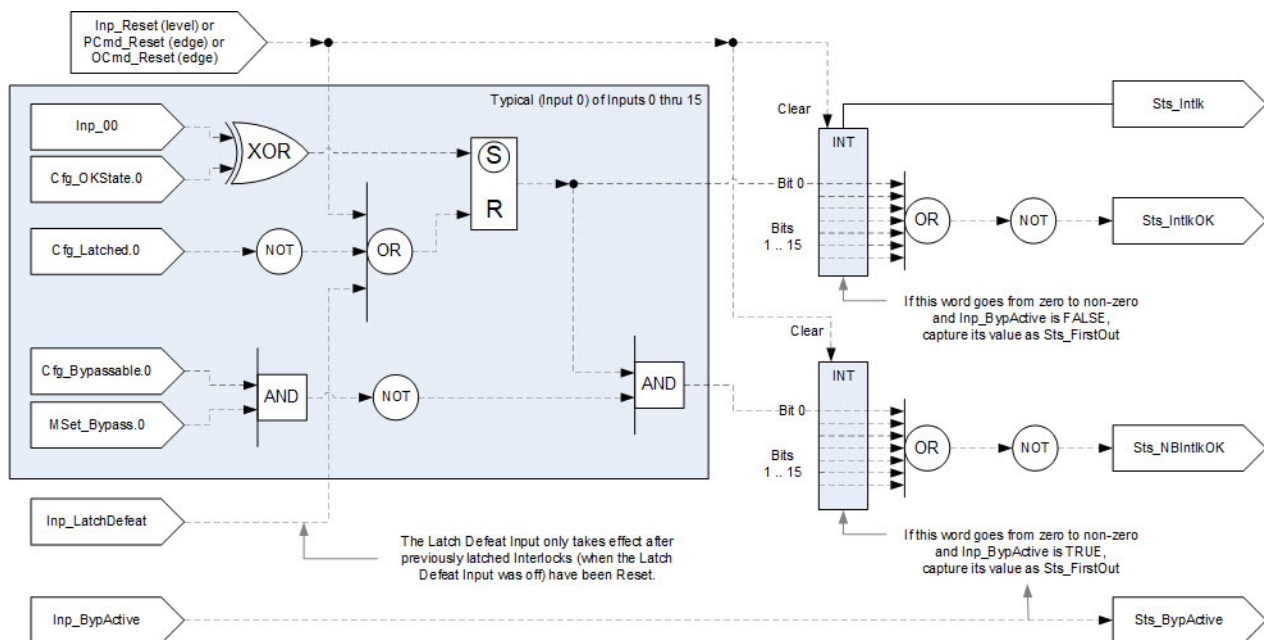 Inp_Reset (level) or
PCmd_Reset (edge) or
OCmd_Reset (edge)
Typical (Input 0) of Inputs 0 thru 15
Inp_00
XOR
Cfg_OKState.0
S
R
Cfg_Latched.0
NOT
OR
Cfg_Bypassable.0
AND
NOT
AND
MSet_Bypass.0
Inp_LatchDefeat
The Latch Defeat Input only takes effect after
previously latched Interlocks (when the Latch
Defeat Input was off) have been Reset.
Inp_BypActive
Clear
INT
Bit 0
Bits
1 .. 15
OR
NOT
Sts_Intlk
Sts_IntlkOK
If this word goes from zero to non-zero
and Inp_BypActive is FALSE,
capture its value as Sts_FirstOut
Clear
INT
Bit 0
Bits
1 .. 15
OR
NOT
Sts_NBIntlkOK
If this word goes from zero to non-zero
and Inp_BypActive is TRUE,
capture its value as Sts_FirstOut
Sts_BypActive